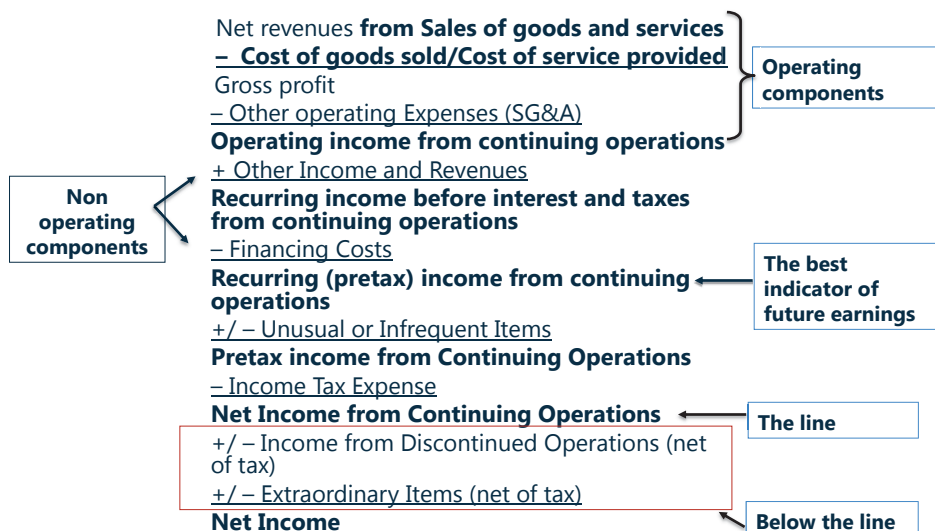 Net revenues from Sales of goods and services
– Cost of goods sold/Cost of service provided
Gross profit
– Other operating Expenses (SG&A)
Operating income from continuing operations
+ Other Income and Revenues
Recurring income before interest and taxes
from continuing operations
– Financing Costs
Recurring (pretax) income from continuing
operations
+/ – Unusual or Infrequent Items
Pretax income from Continuing Operations
– Income Tax Expense
Net Income from Continuing Operations
+/ – Income from Discontinued Operations (net
of tax)
+/ – Extraordinary Items (net of tax)
Net Income
Operating
components
Non
operating
components
The best
indicator of
future earnings
The line
Below the line